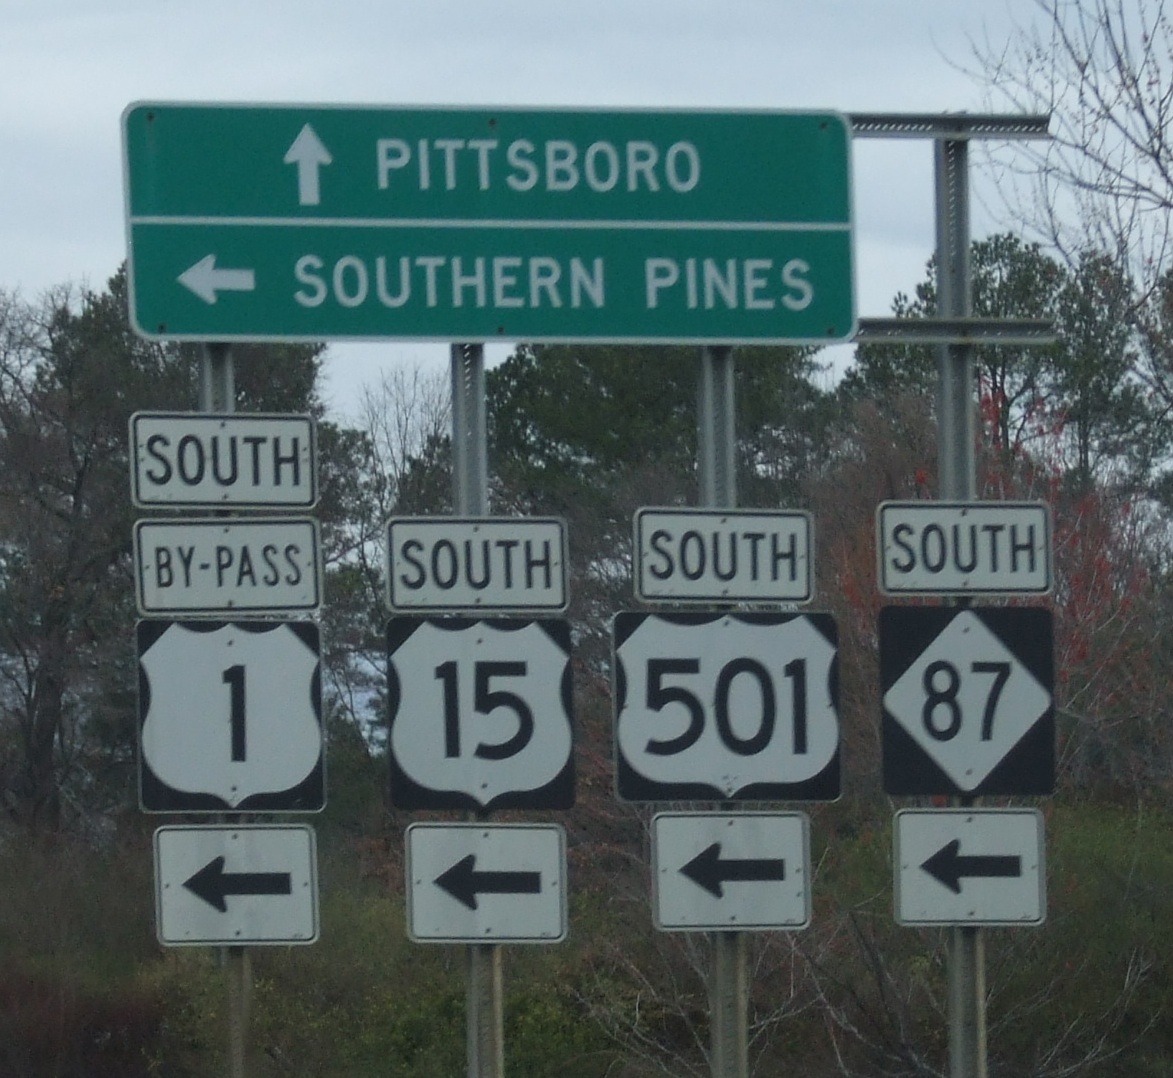 PITTSBORO
SOUTHERN PINES
SOUTH
BY-PASS
1
SOUTH
15
SOUTH
501
SOUTH
87